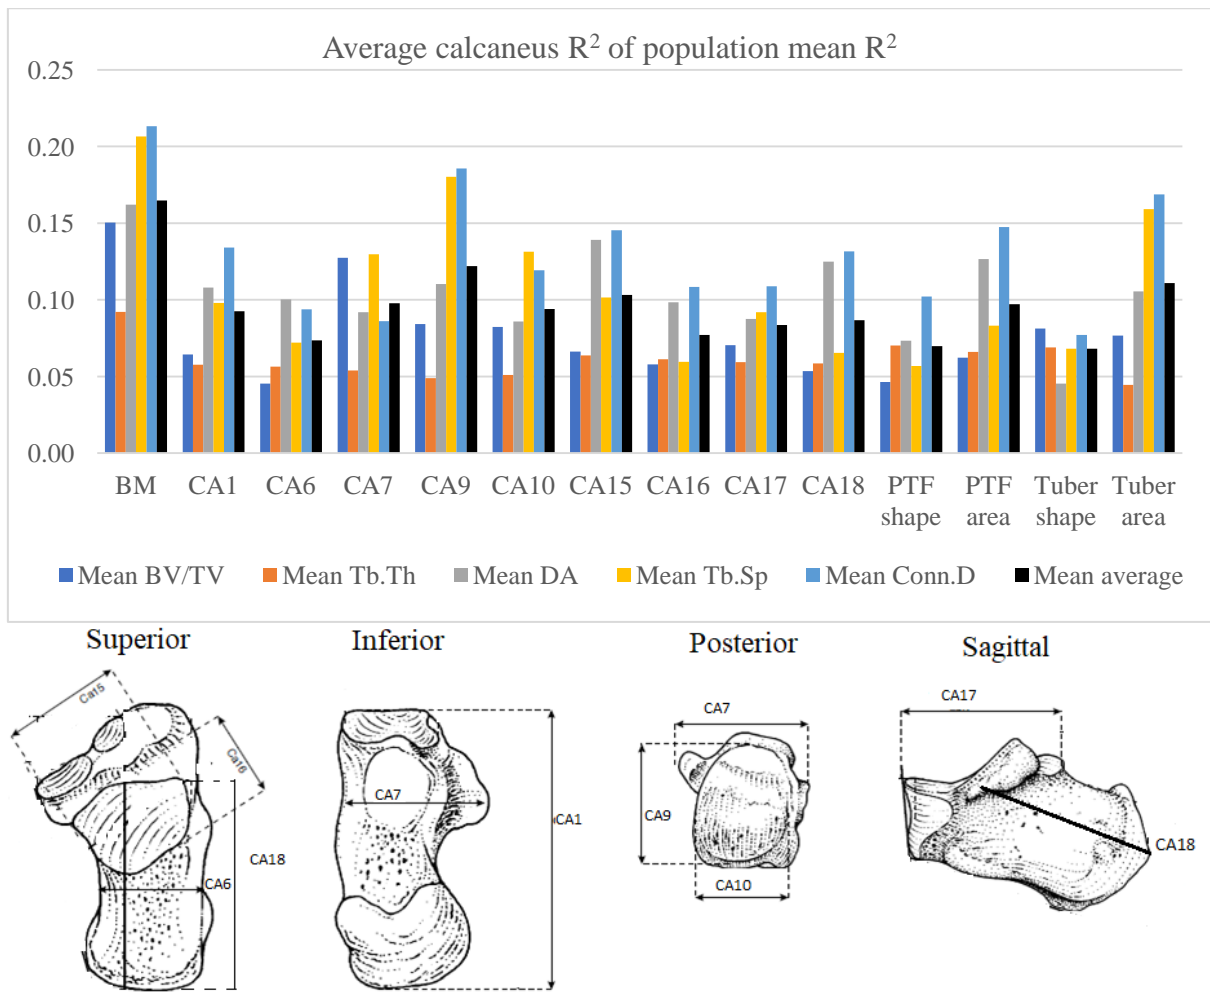 Average calcaneus R² of population mean R²
0.25
0.20
0.15
0.10
0.05
0.00
BM CA1 CA6 CA7 CA9 CA10 CA15 CA16 CA17 CA18 PTF shape PTF area Tuber shape Tuber area
Mean BV/TV Mean Tb.Th Mean DA Mean Tb.Sp Mean Conn.D Mean average
Superior Inferior Posterior Sagittal
Ca15
Ca16
CA18
CA6
CA7
CA1
CA7
CA9
CA10
CA17
CA18